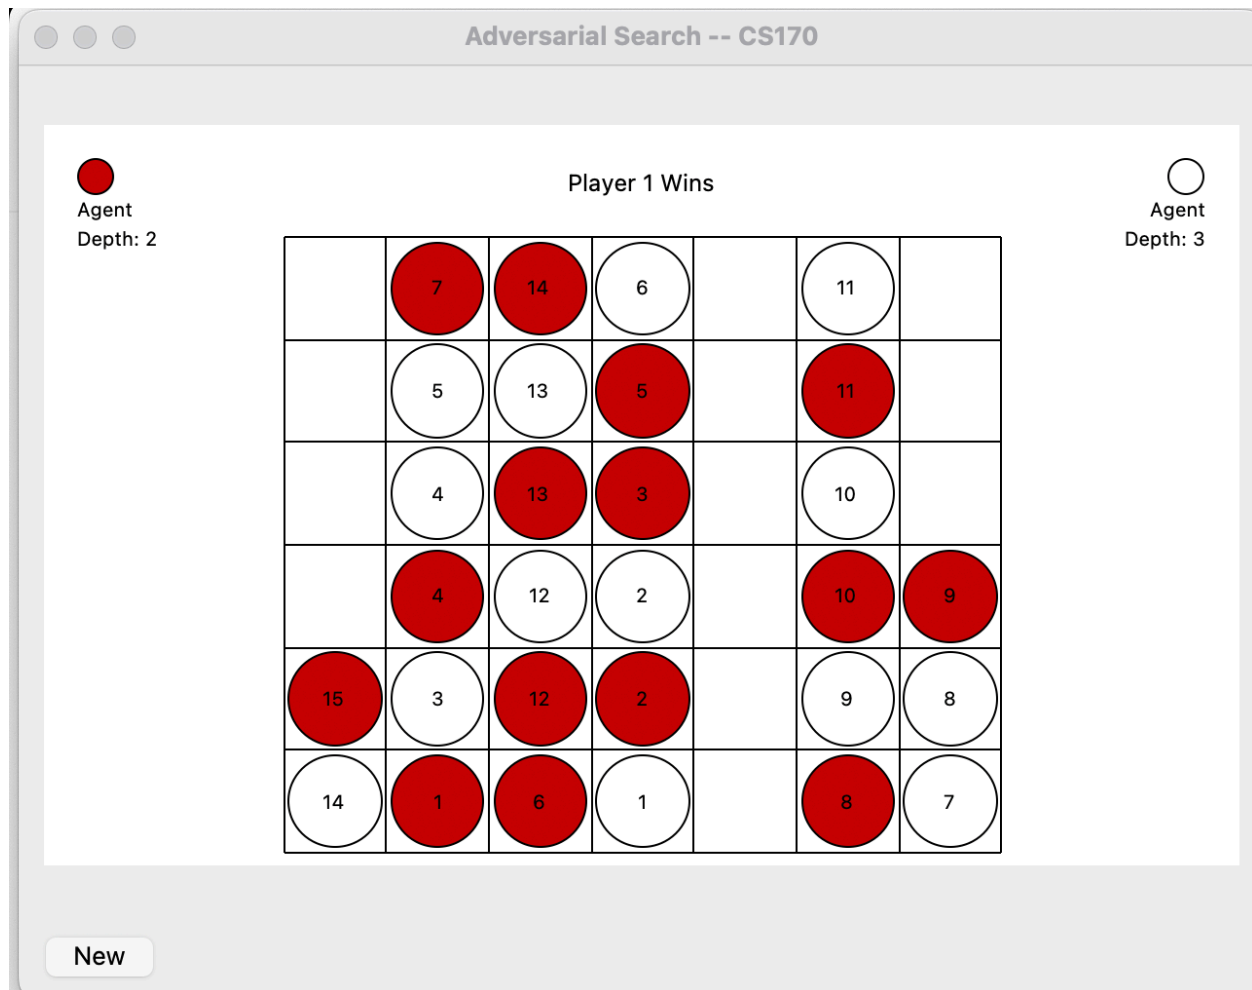 Adversarial Search -- CS170
Player 1 Wins
Agent
Depth: 2
Agent
Depth: 3
7 14 6 11
5 13 5 11
4 13 3 10
4 12 2 10 9
15 3 12 2 9 8
14 1 6 1 8 7
New